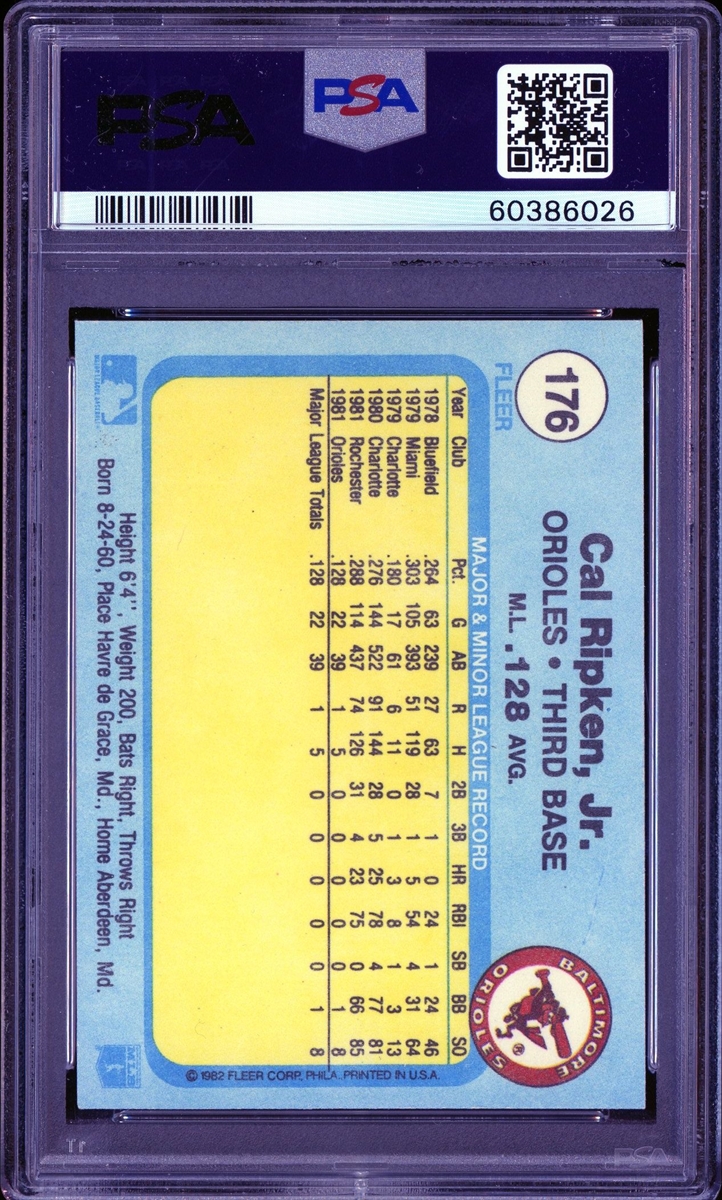 PSA
PSA
60386026
176
FLEER
Cal Ripken, Jr.
ORIOLES • THIRD BASE
M.L. .128 AVG.
BALTIMORE
ORIOLES
®
MAJOR & MINOR LEAGUE RECORD
Year Club Pct. G AB R H 2B 3B HR RBI SB BB SO
1978 Bluefield .264 63 239 27 63 7 1 0 24 1 24 46
1979 Miami .303 105 393 51 119 28 1 5 54 4 31 64
1979 Charlotte .180 17 61 6 11 0 1 3 8 1 3 13
1980 Charlotte .276 144 522 91 144 28 5 25 78 4 77 81
1981 Rochester .288 114 437 74 126 31 4 23 75 0 66 85
1981 Orioles .128 22 39 1 5 0 0 0 0 0 1 8
Major League Totals .128 22 39 1 5 0 0 0 0 0 1 8
© 1982 FLEER CORP. PHILA. PRINTED IN U.S.A.
Height 6'4", Weight 200, Bats Right, Throws Right
Born 8-24-60, Place Havre de Grace, Md., Home Aberdeen, Md.
PSA